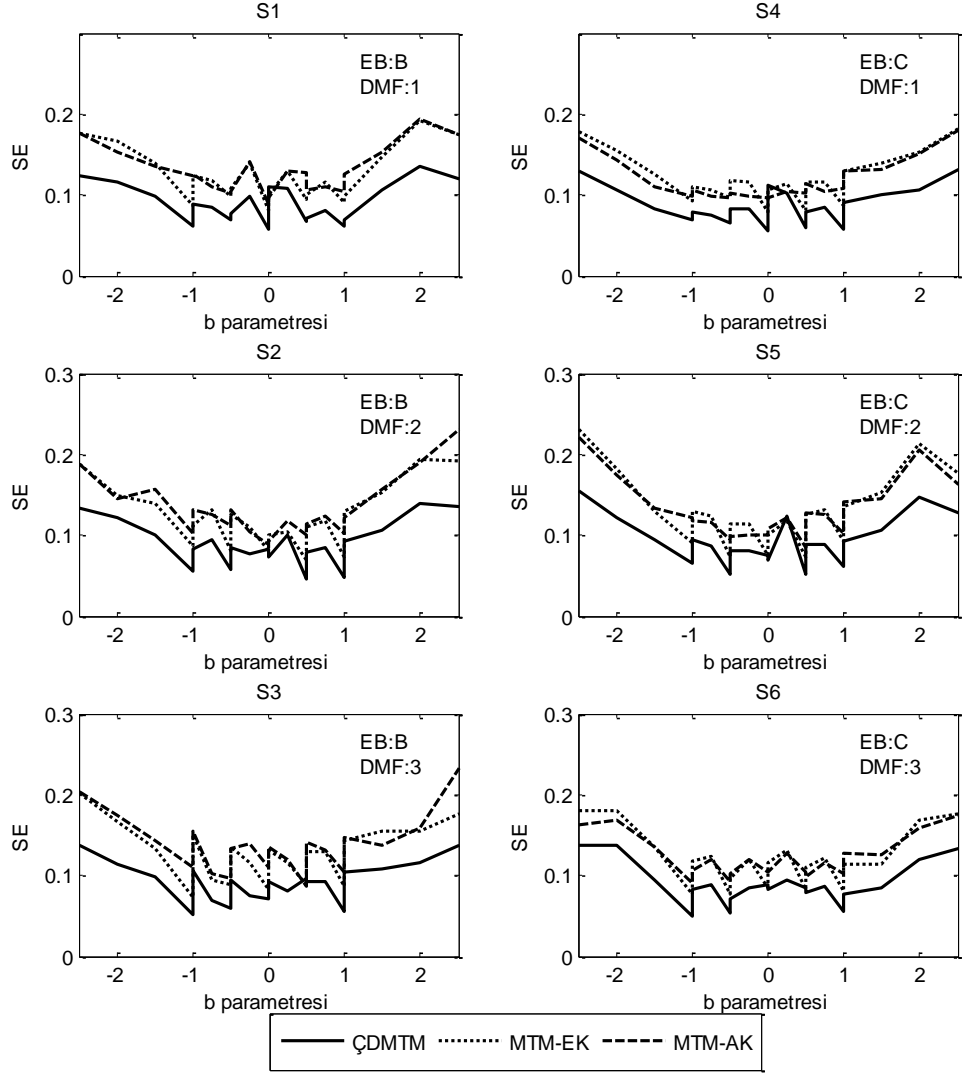 S1
EB:B
DMF:1
SE
0.2
0.1
0
-2 -1 0 1 2
b parametresi
S4
EB:C
DMF:1
SE
0.2
0.1
0
-2 -1 0 1 2
b parametresi
S2
EB:B
DMF:2
SE
0.3
0.2
0.1
0
-2 -1 0 1 2
b parametresi
S5
EB:C
DMF:2
SE
0.3
0.2
0.1
0
-2 -1 0 1 2
b parametresi
S3
EB:B
DMF:3
SE
0.3
0.2
0.1
0
-2 -1 0 1 2
b parametresi
S6
EB:C
DMF:3
SE
0.3
0.2
0.1
0
-2 -1 0 1 2
b parametresi
ÇDMTM MTM-EK MTM-AK